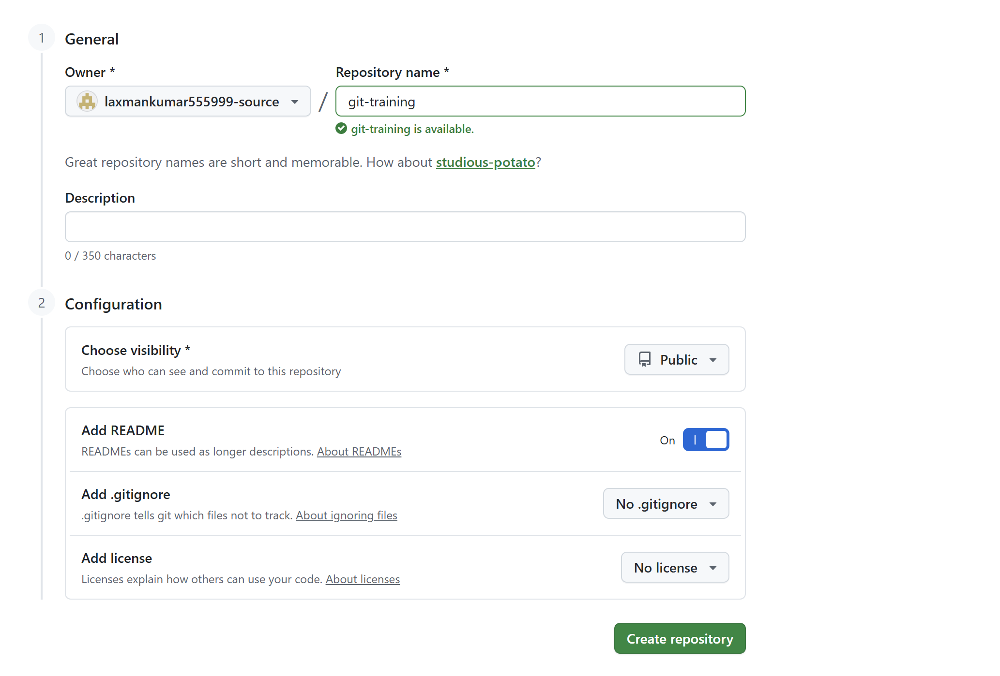 1
General
Owner *
Repository name *
laxmankumar555999-source
/
git-training
git-training is available.
Great repository names are short and memorable. How about studious-potato?
Description
0 / 350 characters
2
Configuration
Choose visibility *
Choose who can see and commit to this repository
Public
Add README
READMEs can be used as longer descriptions. About READMEs
On
Add .gitignore
.gitignore tells git which files not to track. About ignoring files
No .gitignore
Add license
Licenses explain how others can use your code. About licenses
No license
Create repository